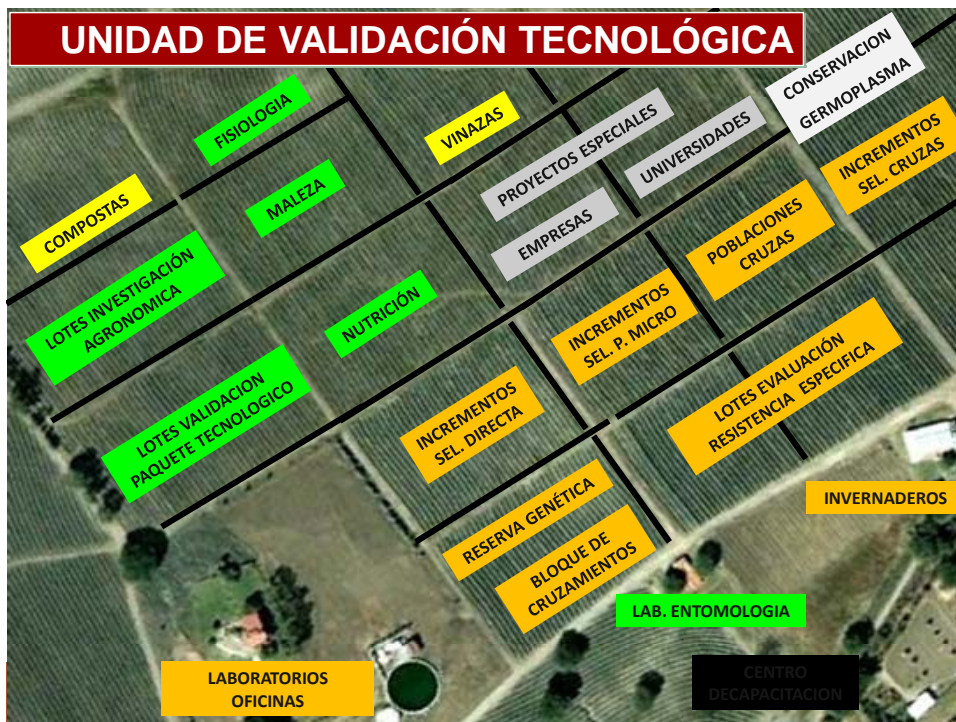 UNIDAD DE VALIDACIÓN TECNOLÓGICA
CONSERVACION
GERMOPLASMA
FISIOLOGIA
VINAZAS
PROYECTOS ESPECIALES
UNIVERSIDADES
INCREMENTOS
SEL. CRUZAS
COMPOSTAS
MALEZA
EMPRESAS
POBLACIONES
CRUZAS
LOTES INVESTIGACIÓN
AGRONOMICA
NUTRICIÓN
INCREMENTOS
SEL. P. MICRO
LOTES VALIDACION
PAQUETE TECNOLOGICO
INCREMENTOS
SEL. DIRECTA
LOTES EVALUACIÓN
RESISTENCIA ESPECIFICA
RESERVA GENÉTICA
INVERNADEROS
BLOQUE DE
CRUZAMIENTOS
LAB. ENTOMOLOGIA
LABORATORIOS
OFICINAS
CENTRO
DECAPACITACION